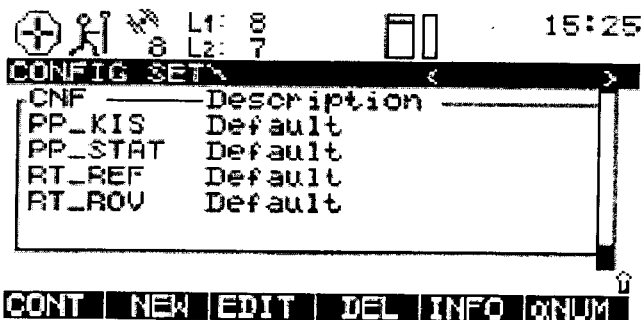 L1: 8 15:25
8 L2: 7
CONFIG SET\ < >
CNF Description
PP_KIS Default
PP_STAT Default
RT_REF Default
RT_ROV Default
CONT NEW EDIT DEL INFO αNUM